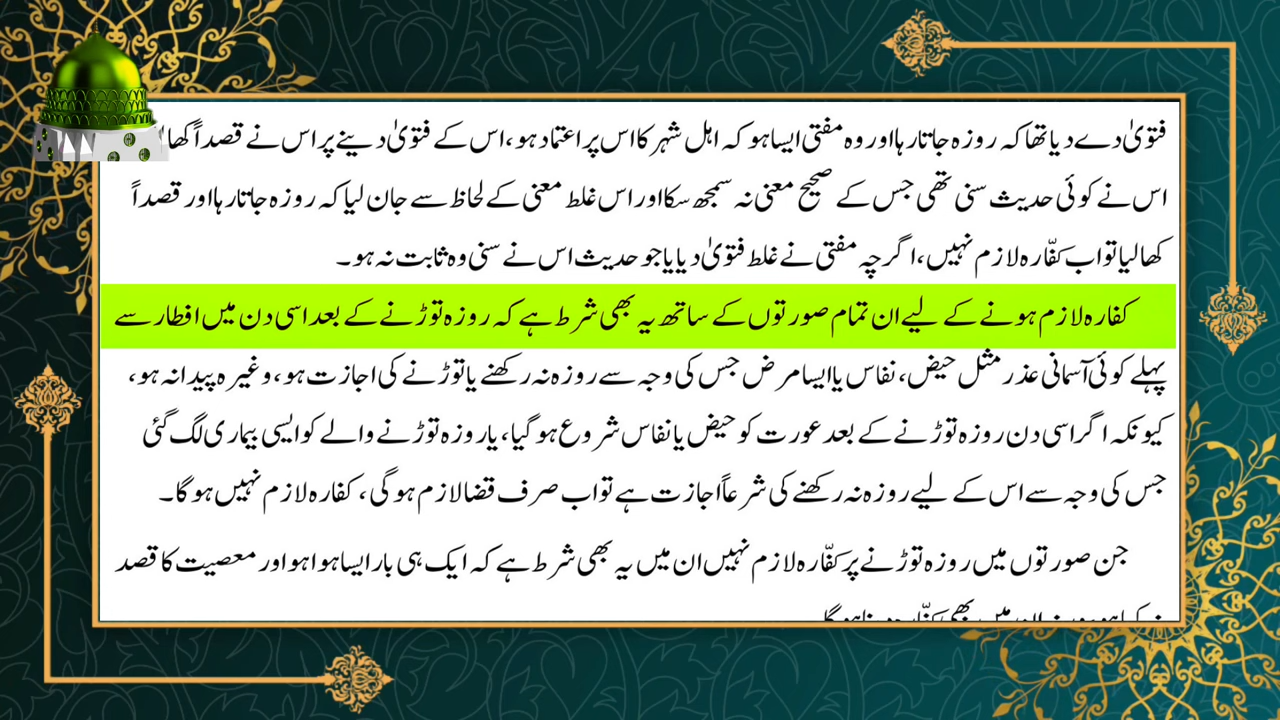 فتویٰ دے دیا تھا کہ روزہ جاتا رہا اور وہ مفتی ایسا ہو کہ اہل شہر کا اس پر اعتماد ہو، اس کے فتویٰ دینے پر اس نے قصداً
اس نے کوئی حدیث سنی تھی جس کے صحیح معنی نہ سمجھ سکا اور اس غلط معنی کے لحاظ سے جان لیا کہ روزہ جاتا رہا اور قصداً
کھا لیا تو اب کفّارہ لازم نہیں، اگرچہ مفتی نے غلط فتویٰ دیا یا جو حدیث اس نے سنی وہ ثابت نہ ہو۔
کفارہ لازم ہونے کے لیے ان تمام صورتوں کے ساتھ یہ بھی شرط ہے کہ روزہ توڑنے کے بعد اسی دن میں افطار سے
پہلے کوئی آسمانی عذر مثل حیض، نفاس یا ایسا مرض جس کی وجہ سے روزہ نہ رکھنے یا توڑنے کی اجازت ہو، وغیرہ پیدا نہ ہو،
کیونکہ اگر اسی دن روزہ توڑنے کے بعد عورت کو حیض یا نفاس شروع ہو گیا، یا روزہ توڑنے والے کو ایسی بیماری لگ گئی
جس کی وجہ سے اس کے لیے روزہ نہ رکھنے کی شرعاً اجازت ہے تو اب صرف قضا لازم ہو گی، کفارہ لازم نہیں ہو گا۔
جن صورتوں میں روزہ توڑنے پر کفّارہ لازم نہیں ان میں یہ بھی شرط ہے کہ ایک ہی بار ایسا ہوا ہو اور معصیت کا قصد